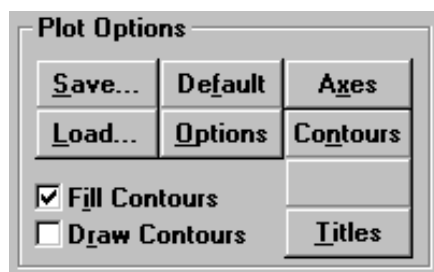 Plot Options
Save... Default Axes
Load... Options Contours
Fill Contours
Draw Contours Titles